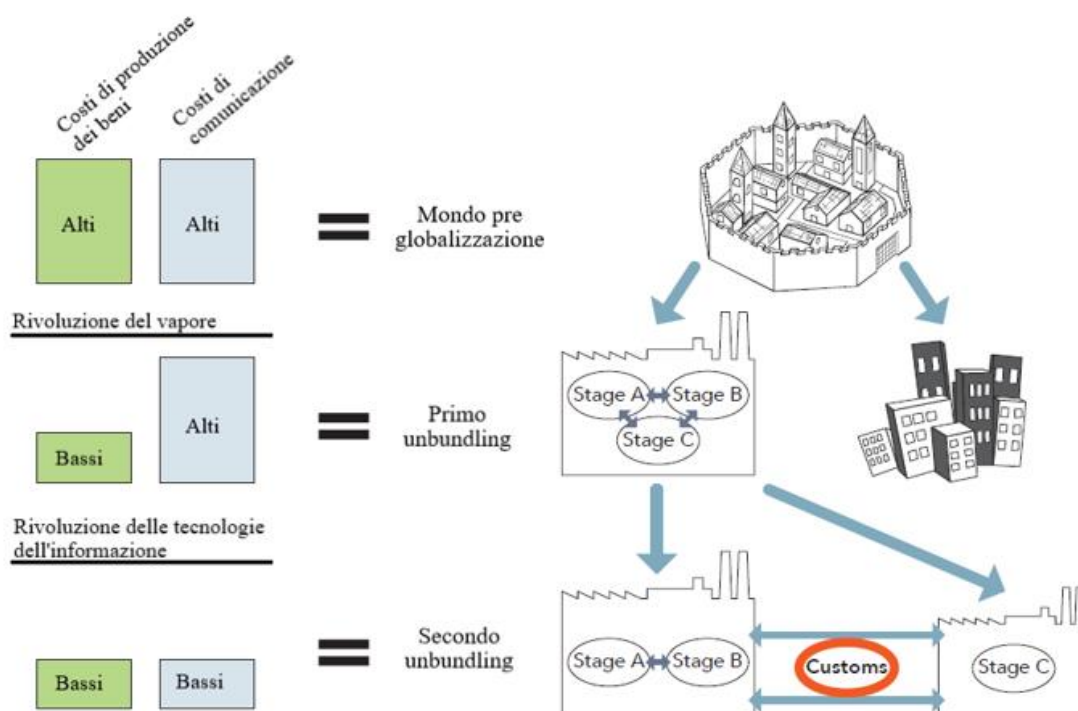 Costi di produzione
dei beni
Costi di
comunicazione
Alti
Alti
Mondo pre
globalizzazione
Rivoluzione del vapore
Bassi
Alti
Primo
unbundling
Stage A
Stage B
Stage C
Rivoluzione delle tecnologie
dell'informazione
Bassi
Bassi
Secondo
unbundling
Stage A
Stage B
Customs
Stage C